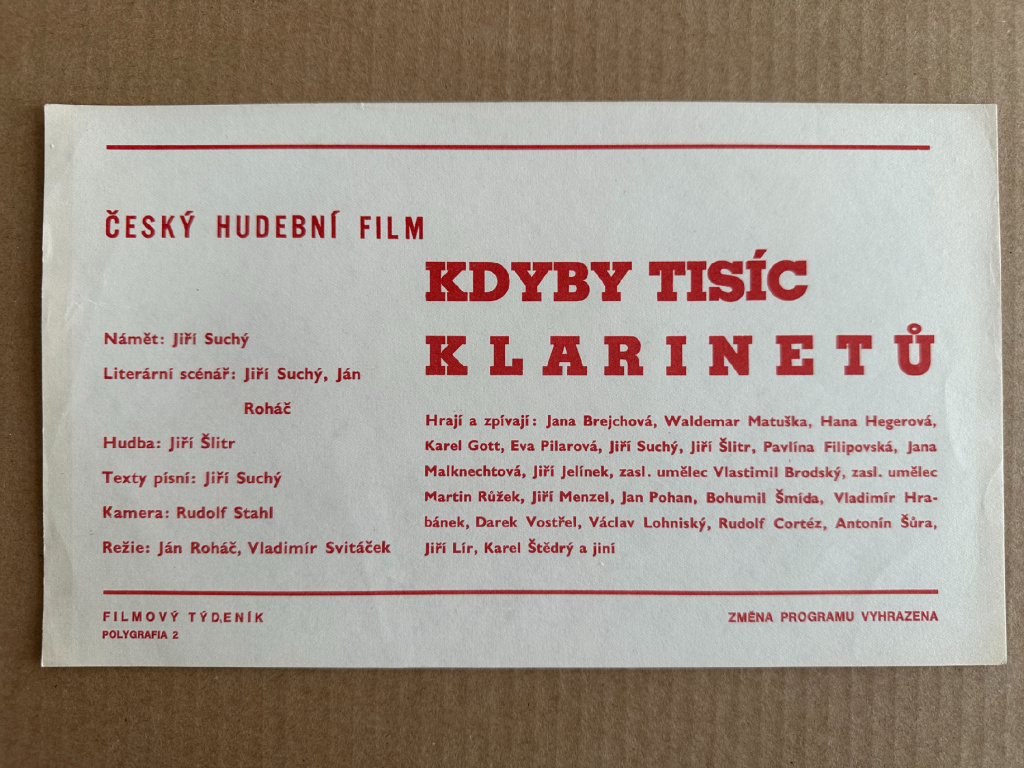 ČESKÝ HUDEBNÍ FILM
KDYBY TISÍC
KLARINETŮ
Námět: Jiří Suchý
Literární scénář: Jiří Suchý, Ján
Roháč
Hudba: Jiří Šlitr
Texty písní: Jiří Suchý
Kamera: Rudolf Stahl
Režie: Ján Roháč, Vladimír Svitáček
Hrají a zpívají: Jana Brejchová, Waldemar Matuška, Hana Hegerová,
Karel Gott, Eva Pilarová, Jiří Suchý, Jiří Šlitr, Pavlína Filipovská, Jana
Malknechtová, Jiří Jelínek, zasl. umělec Vlastimil Brodský, zasl. umělec
Martin Růžek, Jiří Menzel, Jan Pohan, Bohumil Šmída, Vladimír Hra-
bánek, Darek Vostřel, Václav Lohniský, Rudolf Cortéz, Antonín Šůra,
Jiří Lír, Karel Štědrý a jiní
FILMOVÝ TÝD,ENÍK
POLYGRAFIA 2
ZMĚNA PROGRAMU VYHRAZENA